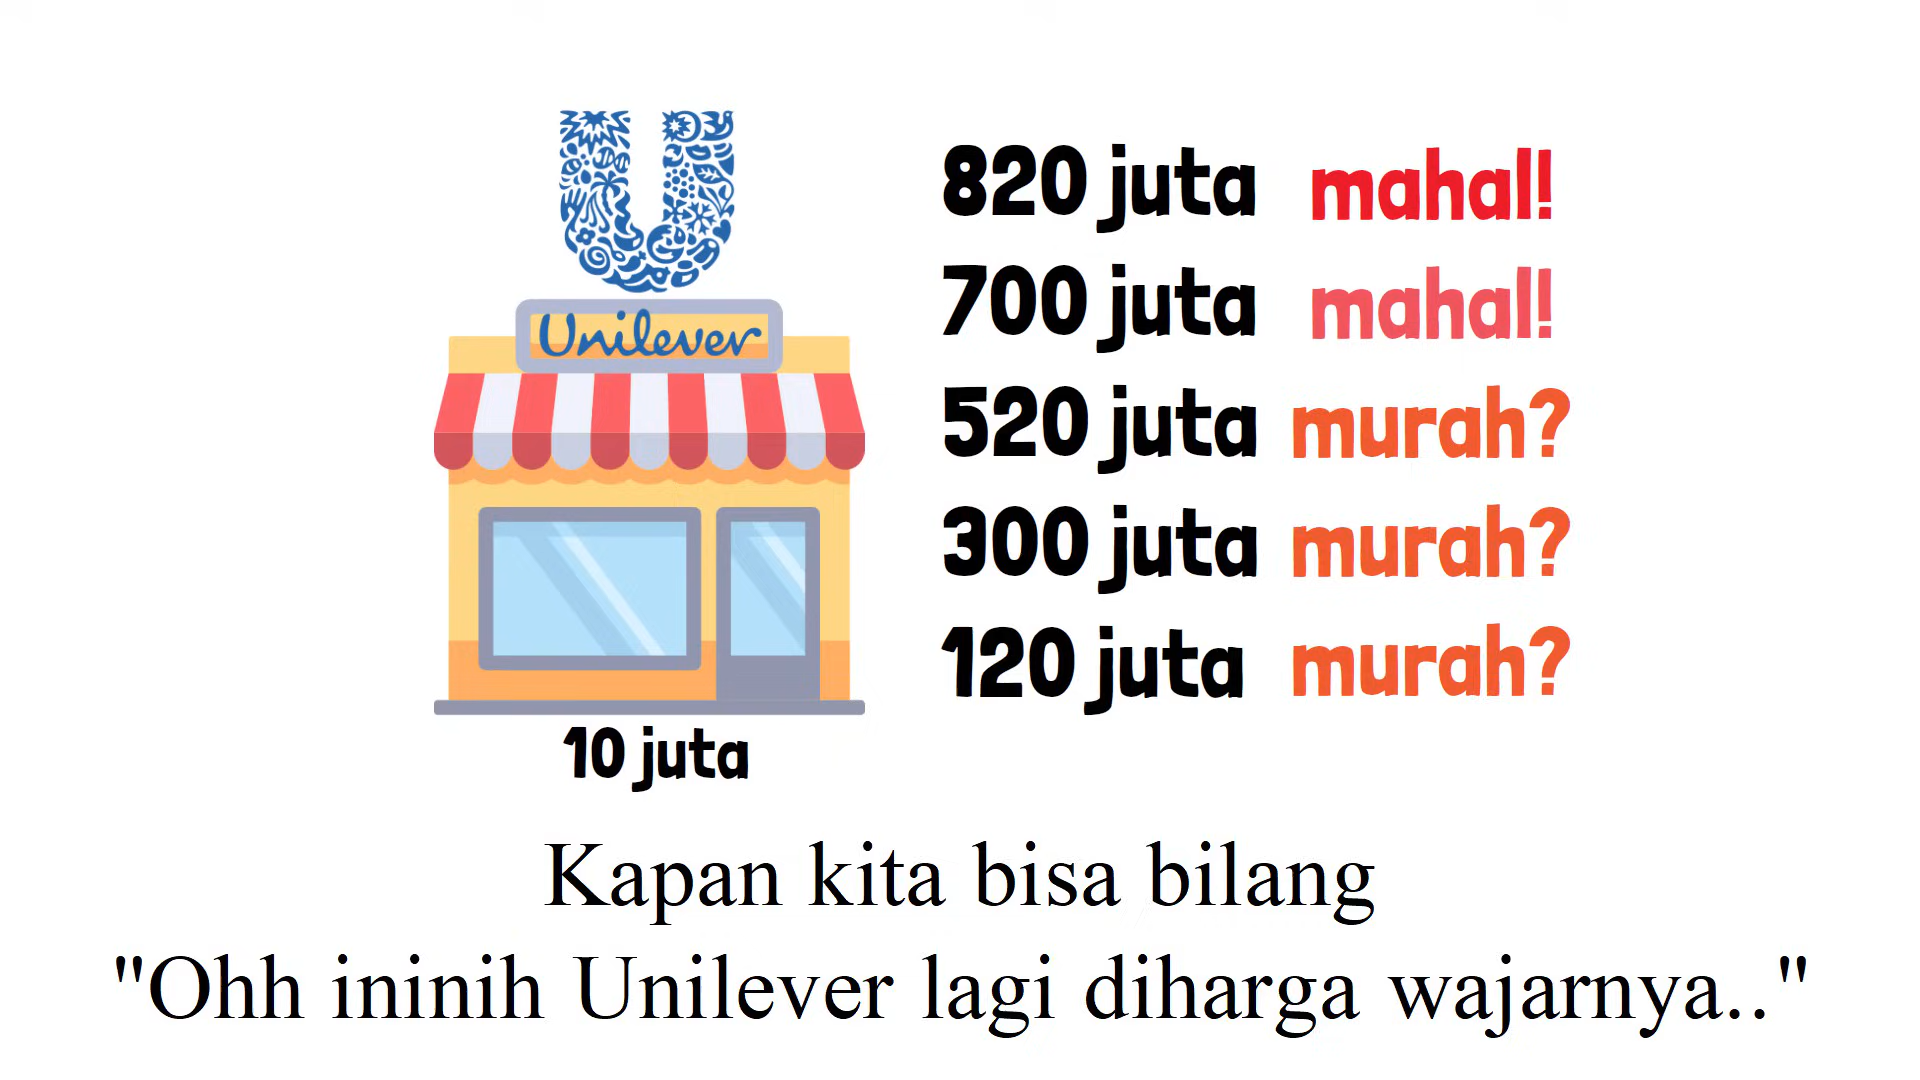 Unilever
10 juta
820 juta mahal!
700 juta mahal!
520 juta murah?
300 juta murah?
120 juta murah?
Kapan kita bisa bilang
"Ohh ininih Unilever lagi diharga wajarnya.."